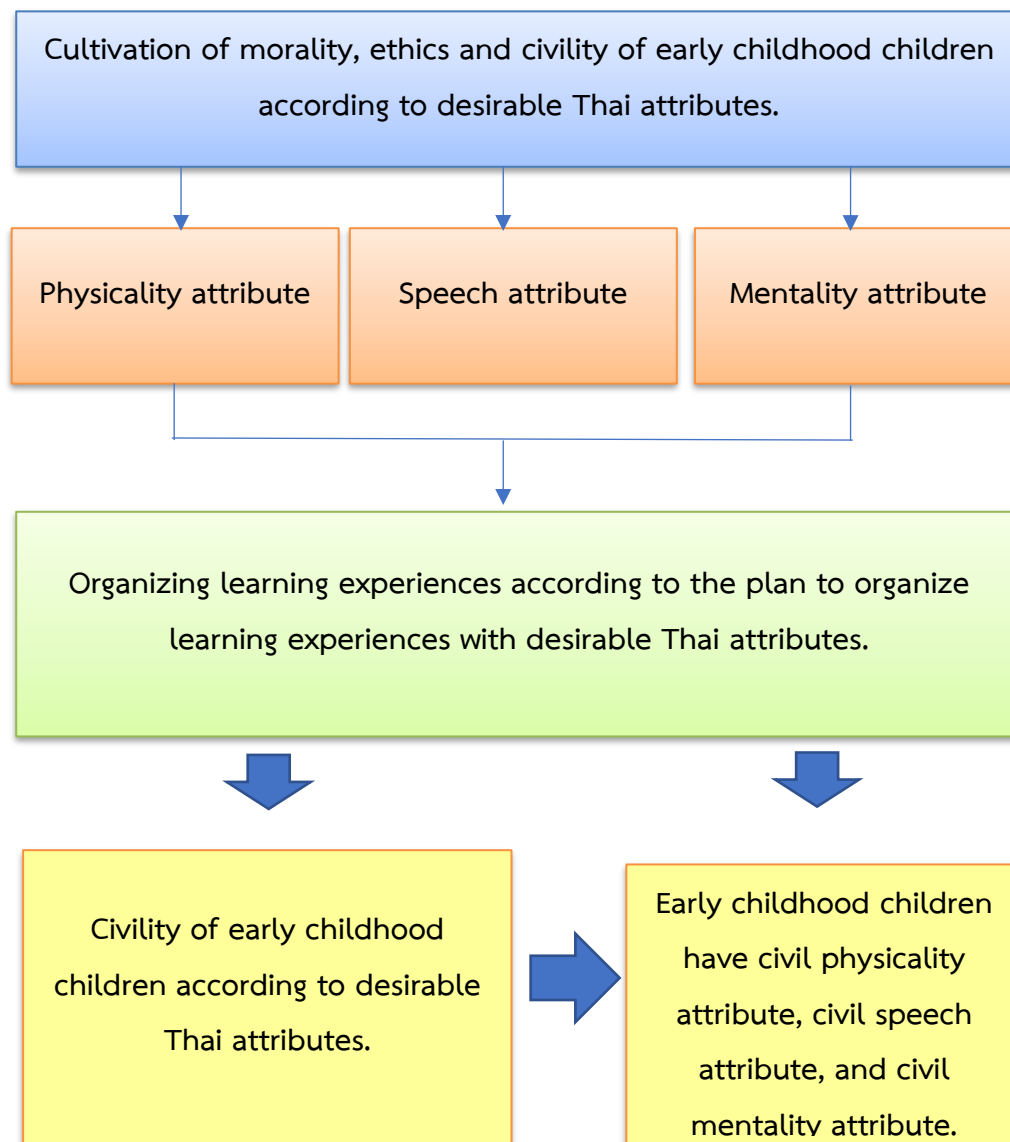 Cultivation of morality, ethics and civility of early childhood children
according to desirable Thai attributes.
Physicality attribute
Speech attribute
Mentality attribute
Organizing learning experiences according to the plan to organize
learning experiences with desirable Thai attributes.
Civility of early childhood
children according to desirable
Thai attributes.
Early childhood children
have civil physicality
attribute, civil speech
attribute, and civil
mentality attribute.